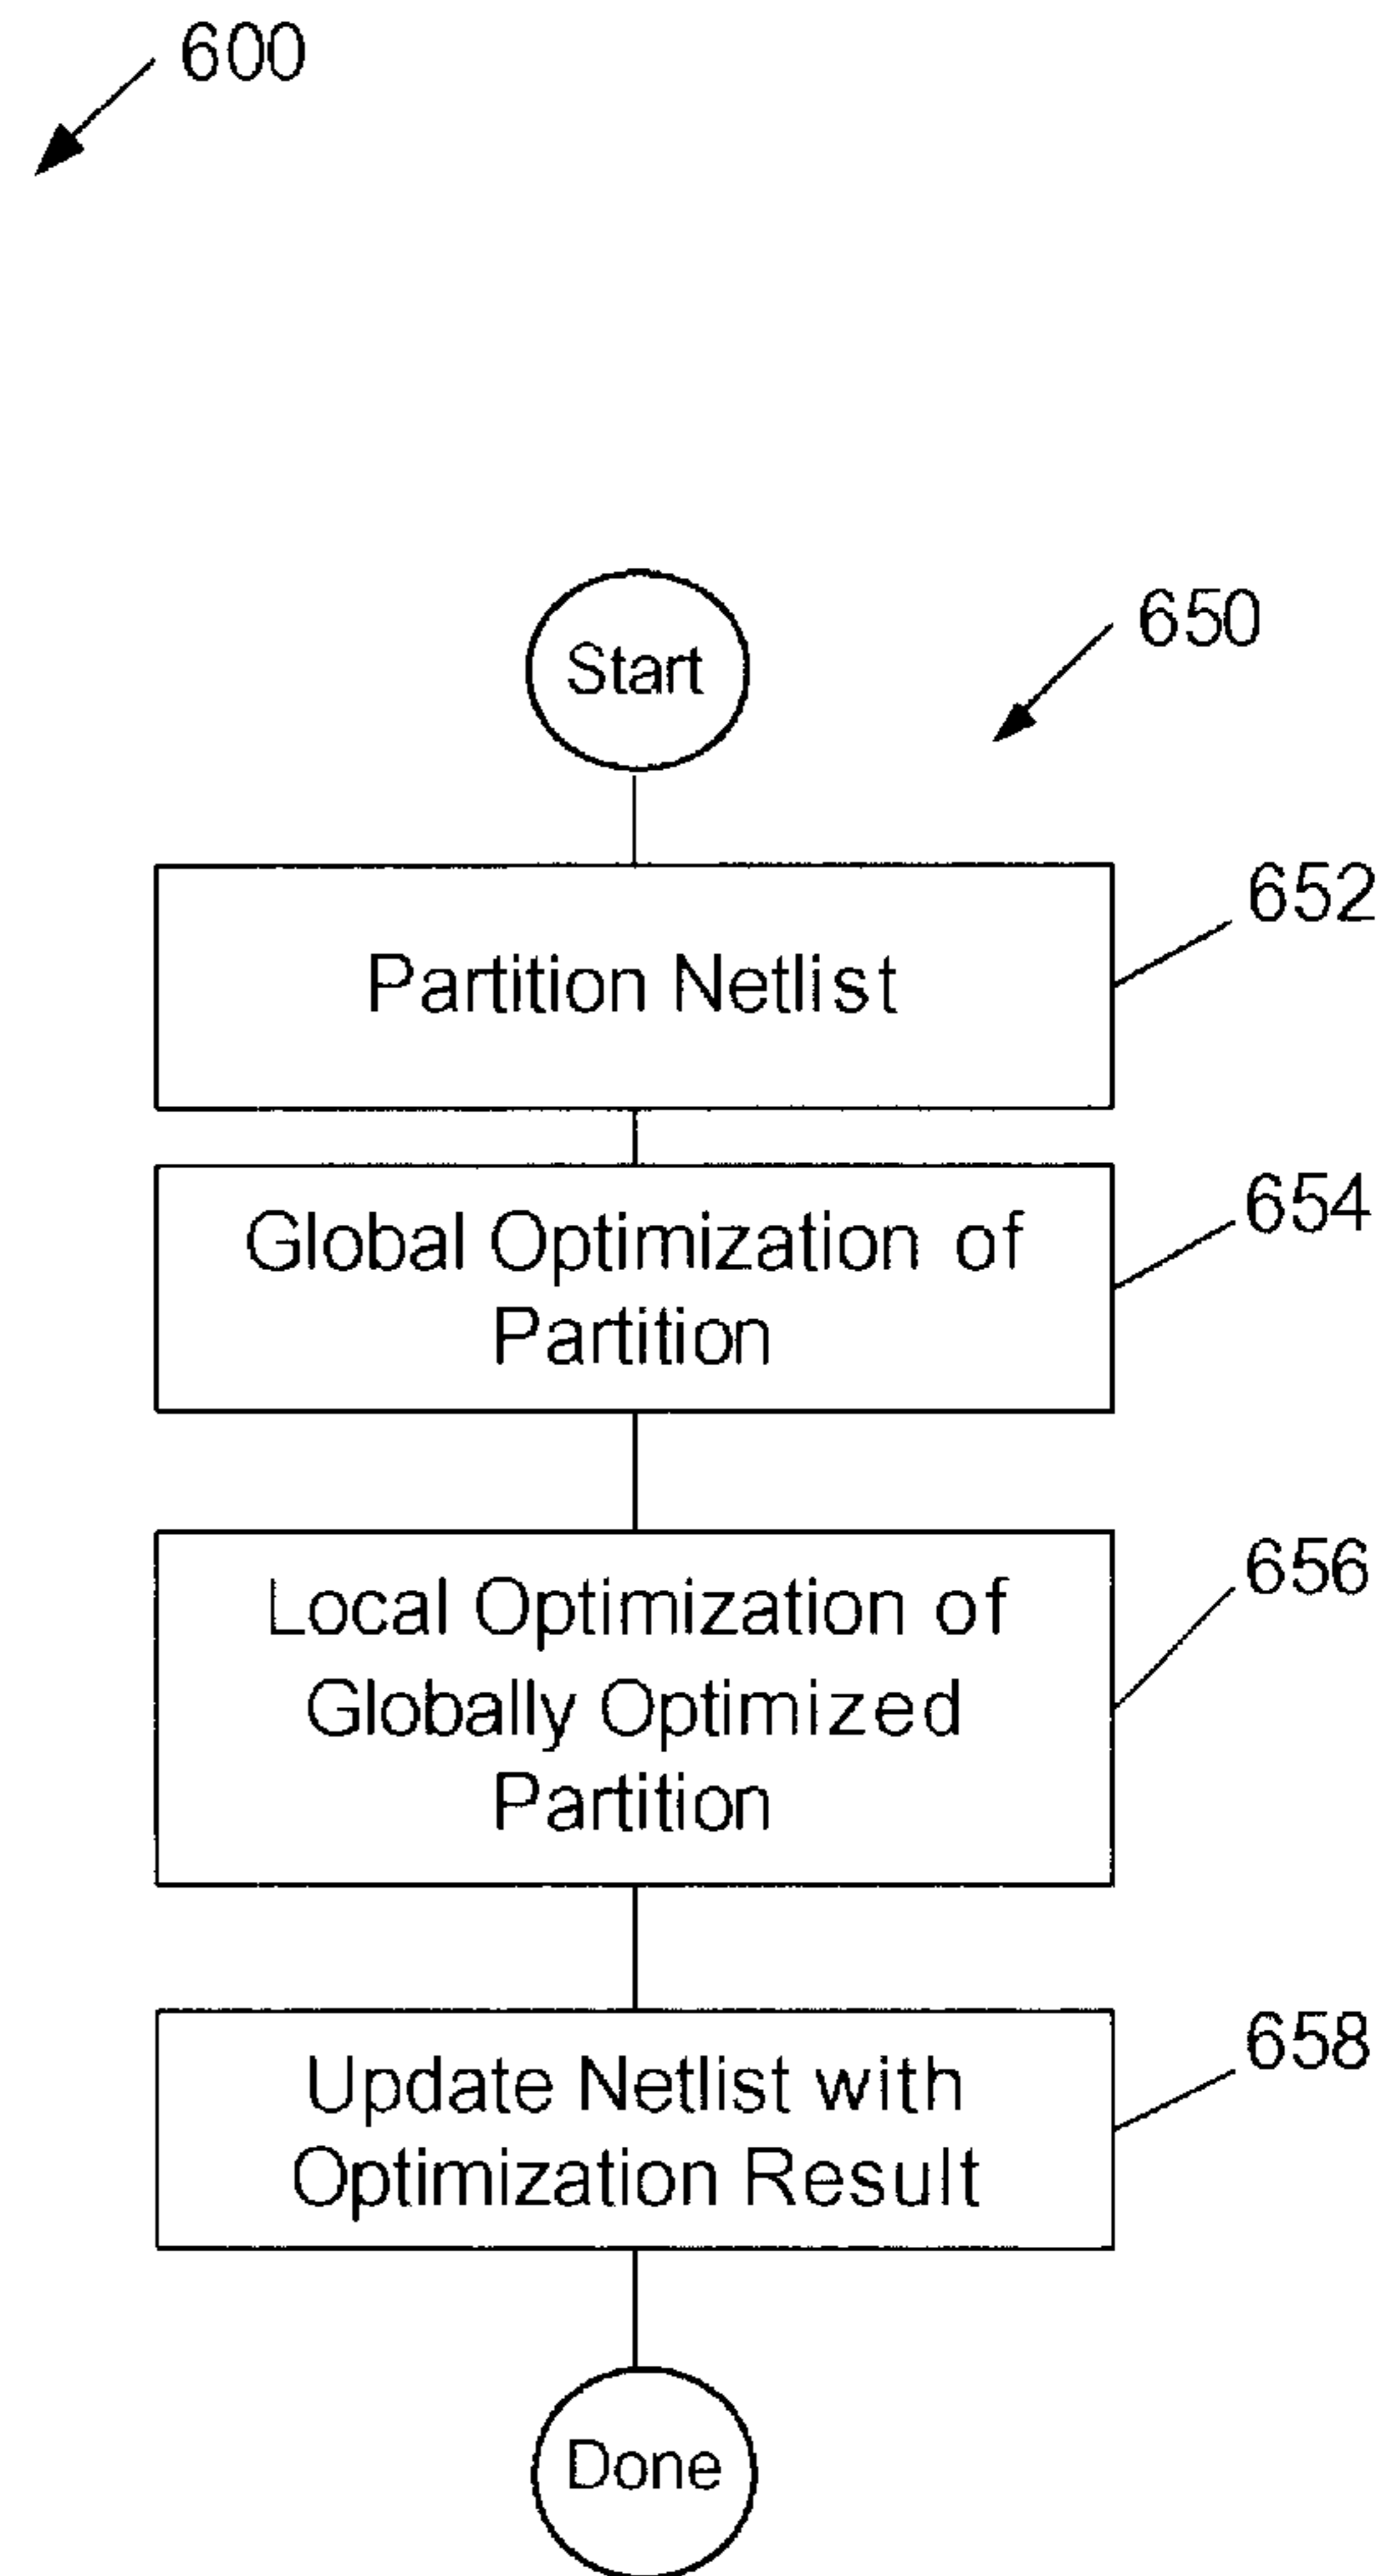 600
650
Start
652
Partition Netlist
654
Global Optimization of
Partition
656
Local Optimization of
Globally Optimized
Partition
658
Update Netlist with
Optimization Result
Done